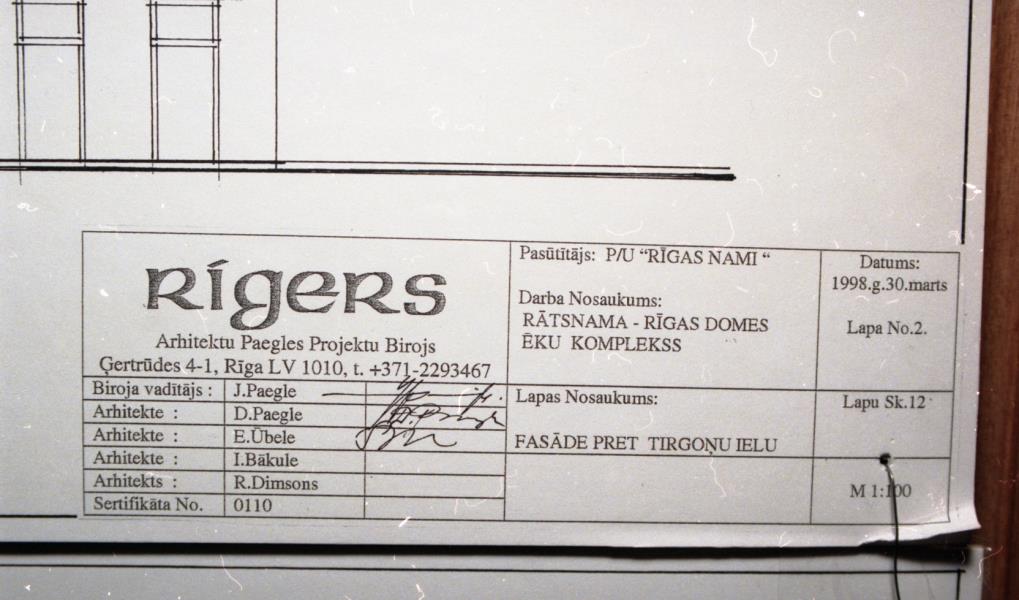 Rígers
Arhitektu Paegles Projektu Birojs
Ģertrūdes 4-1, Rīga LV 1010, t. +371-2293467
Biroja vadītājs : J.Paegle
Arhitekte : D.Paegle
Arhitekte : E.Übele
Arhitekte : I.Bākule
Arhitekts : R.Dimsons
Sertifikāta No. 0110
Pasūtītājs: P/U “RĪGAS NAMI “
Darba Nosaukums:
RĀTSNAMA - RĪGAS DOMES
ĒKU KOMPLEKSS
Lapas Nosaukums:
FASĀDE PRET TIRGOŅU IELU
Datums:
1998.g.30.marts
Lapa No.2.
Lapu Sk.12
M 1:100